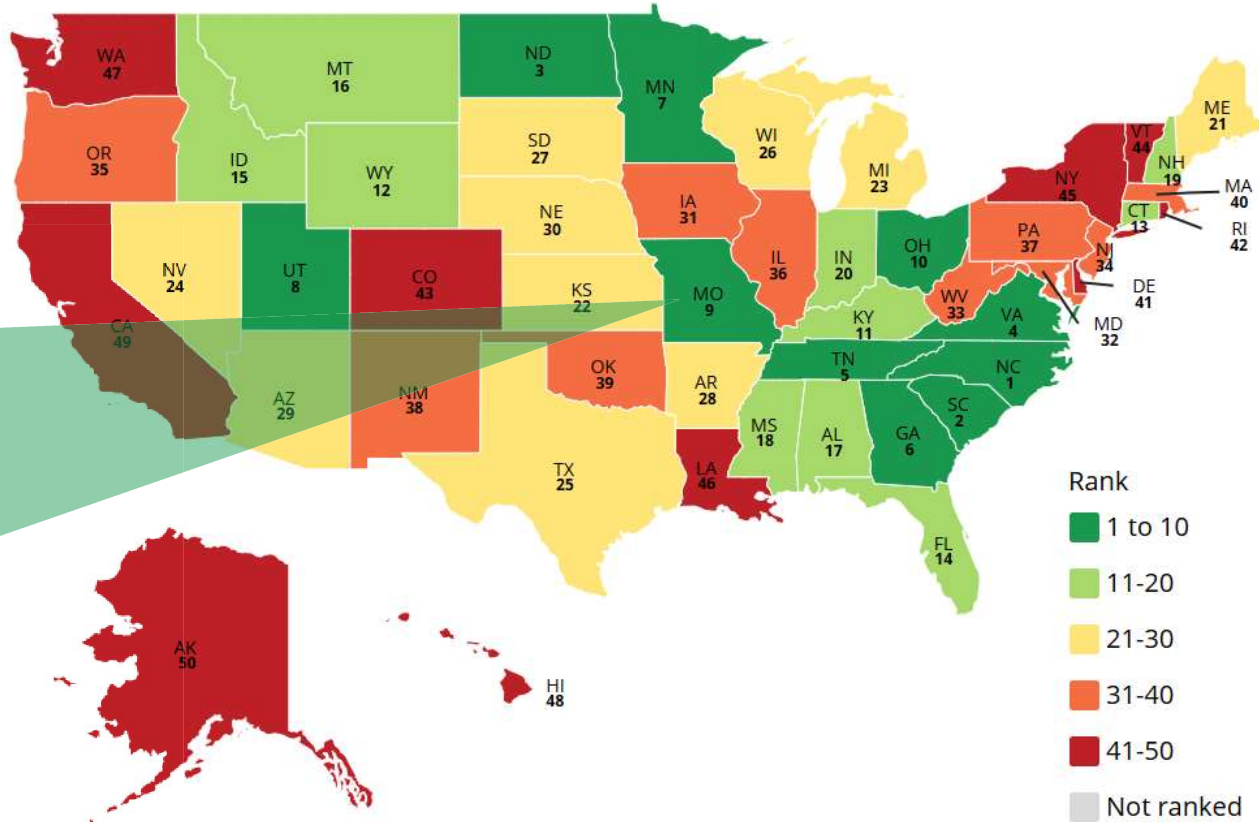 WA
47
MT
16
ND
3
MN
7
ME
21
OR
35
ID
15
WY
12
SD
27
WI
26
MI
23
VT
44
NH
19
NY
45
MA
40
CT
13
RI
42
NE
30
IA
31
PA
37
NJ
34
NV
24
UT
8
CO
43
KS
22
MO
9
IL
36
IN
20
OH
10
WV
33
VA
4
DE
41
MD
32
CA
49
KY
11
AZ
29
NM
38
OK
39
AR
28
TN
5
NC
1
SC
2
MS
18
AL
17
GA
6
TX
25
LA
46
FL
14
AK
50
HI
48
Rank
1 to 10
11-20
21-30
31-40
41-50
Not ranked